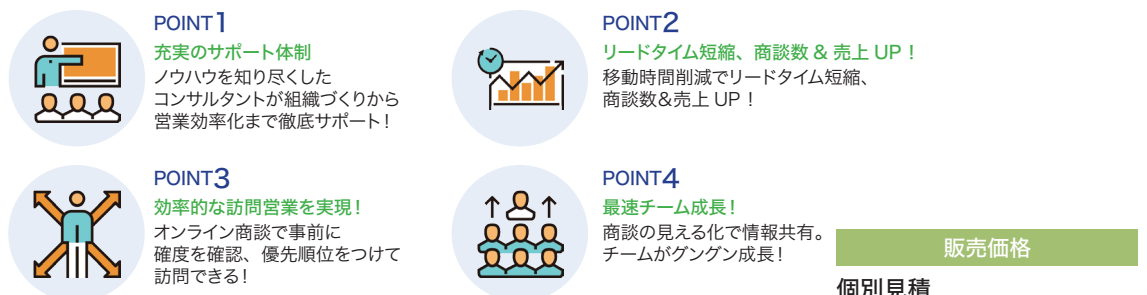 POINT1
充実のサポート体制
ノウハウを知り尽くした
コンサルタントが組織づくりから
営業効率化まで徹底サポート！
POINT2
リードタイム短縮、商談数 & 売上 UP！
移動時間削減でリードタイム短縮、
商談数&売上 UP！
POINT3
効率的な訪問営業を実現！
オンライン商談で事前に
確度を確認、優先順位をつけて
訪問できる！
POINT4
最速チーム成長！
商談の見える化で情報共有。
チームがグングン成長！
販売価格
個別見積